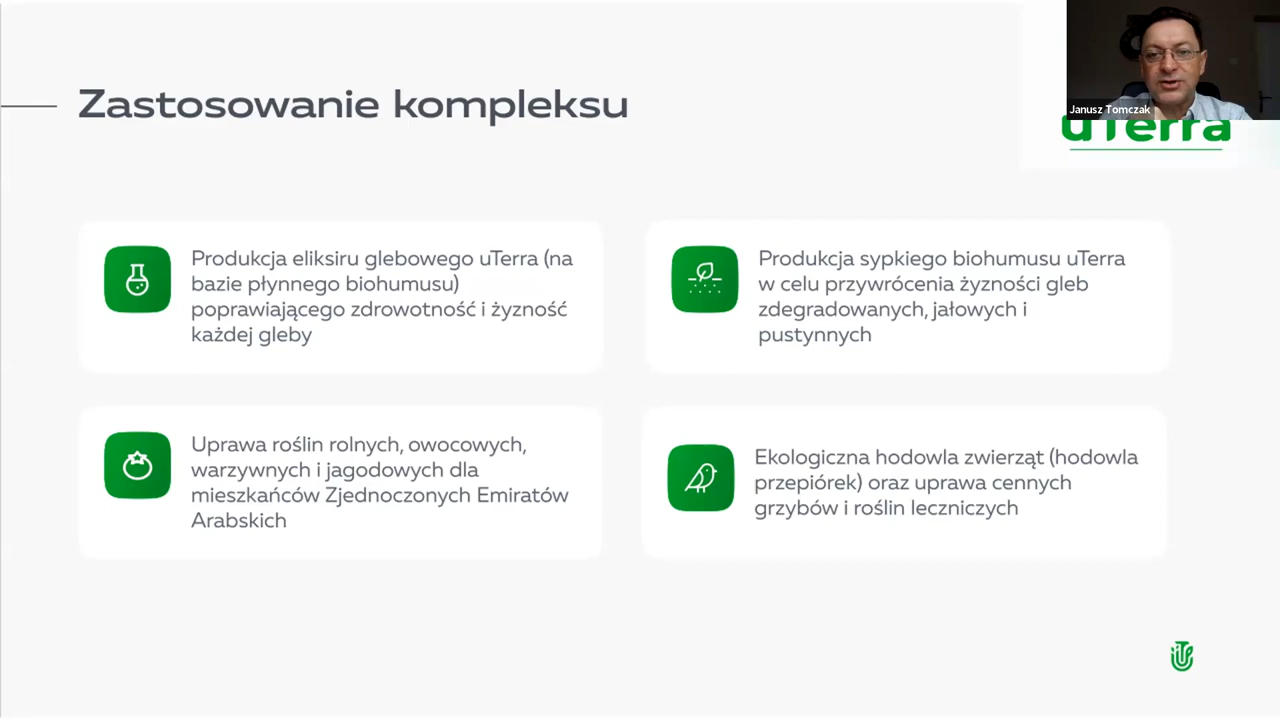 Zastosowanie kompleksu
Janusz Tomczak
uTerra
Produkcja eliksiru glebowego uTerra (na
bazie płynnego biohumusu)
poprawiającego zdrowotność i żyzność
każdej gleby
Produkcja sypkiego biohumusu uTerra
w celu przywrócenia żyzności gleb
zdegradowanych, jałowych i
pustynnych
Uprawa roślin rolnych, owocowych,
warzywnych i jagodowych dla
mieszkańców Zjednoczonych Emiratów
Arabskich
Ekologiczna hodowla zwierząt (hodowla
przepiórek) oraz uprawa cennych
grzybów i roślin leczniczych